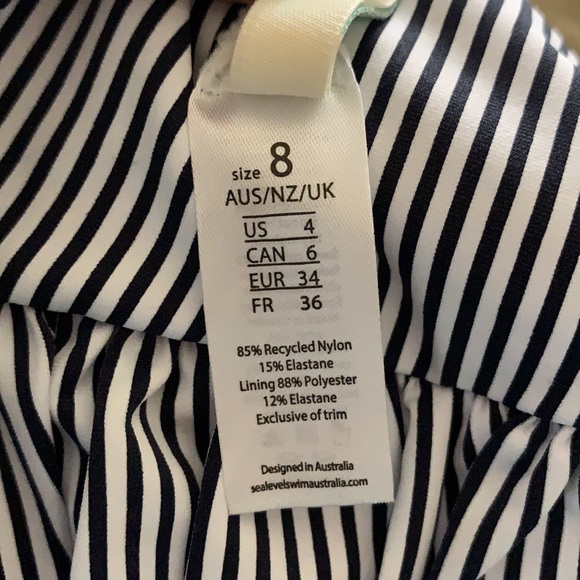 size 8
AUS/NZ/UK
US 4
CAN 6
EUR 34
FR 36
85% Recycled Nylon
15% Elastane
Lining 88% Polyester
12% Elastane
Exclusive of trim
Designed in Australia
sealevelswimaustralia.com